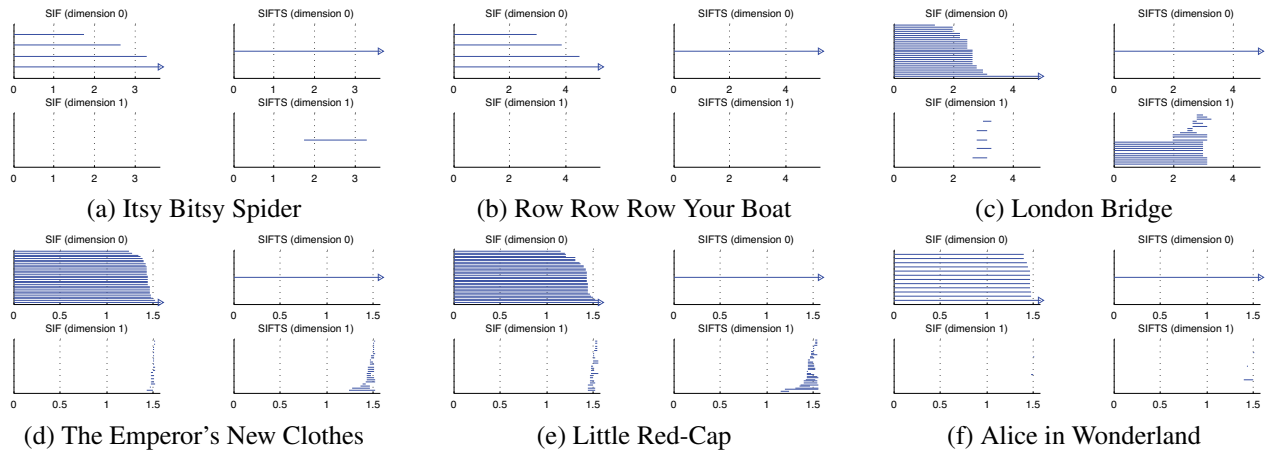 SIF (dimension 0) SIFTS (dimension 0) SIF (dimension 0) SIFTS (dimension 0) SIF (dimension 0) SIFTS (dimension 0)
0 1 2 3 0 1 2 3 0 2 4 0 2 4 0 2 4 0 2 4
SIF (dimension 1) SIFTS (dimension 1) SIF (dimension 1) SIFTS (dimension 1) SIF (dimension 1) SIFTS (dimension 1)
0 1 2 3 0 1 2 3 0 2 4 0 2 4 0 2 4 0 2 4
(a) Itsy Bitsy Spider (b) Row Row Row Your Boat (c) London Bridge
SIF (dimension 0) SIFTS (dimension 0) SIF (dimension 0) SIFTS (dimension 0) SIF (dimension 0) SIFTS (dimension 0)
0 0.5 1 1.5 0 0.5 1 1.5 0 0.5 1 1.5 0 0.5 1 1.5 0 0.5 1 1.5 0 0.5 1 1.5
SIF (dimension 1) SIFTS (dimension 1) SIF (dimension 1) SIFTS (dimension 1) SIF (dimension 1) SIFTS (dimension 1)
0 0.5 1 1.5 0 0.5 1 1.5 0 0.5 1 1.5 0 0.5 1 1.5 0 0.5 1 1.5 0 0.5 1 1.5
(d) The Emperor's New Clothes (e) Little Red-Cap (f) Alice in Wonderland